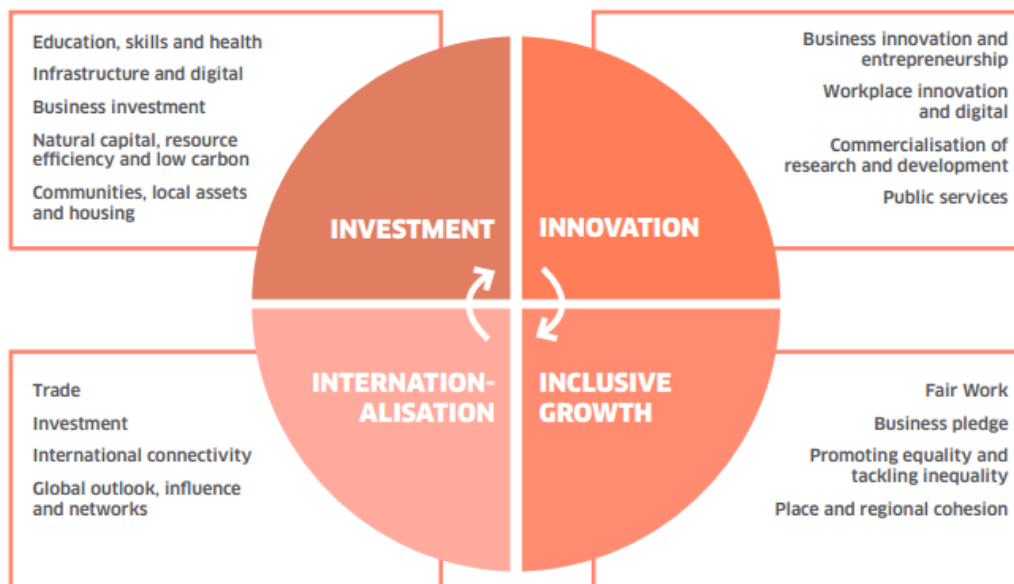 Education, skills and health
Infrastructure and digital
Business investment
Natural capital, resource
efficiency and low carbon
Communities, local assets
and housing
INVESTMENT
Business innovation and
entrepreneurship
Workplace innovation
and digital
Commercialisation of
research and development
Public services
INNOVATION
Trade
Investment
International connectivity
Global outlook, influence
and networks
INTERNATION-
ALISATION
INCLUSIVE
GROWTH
Fair Work
Business pledge
Promoting equality and
tackling inequality
Place and regional cohesion